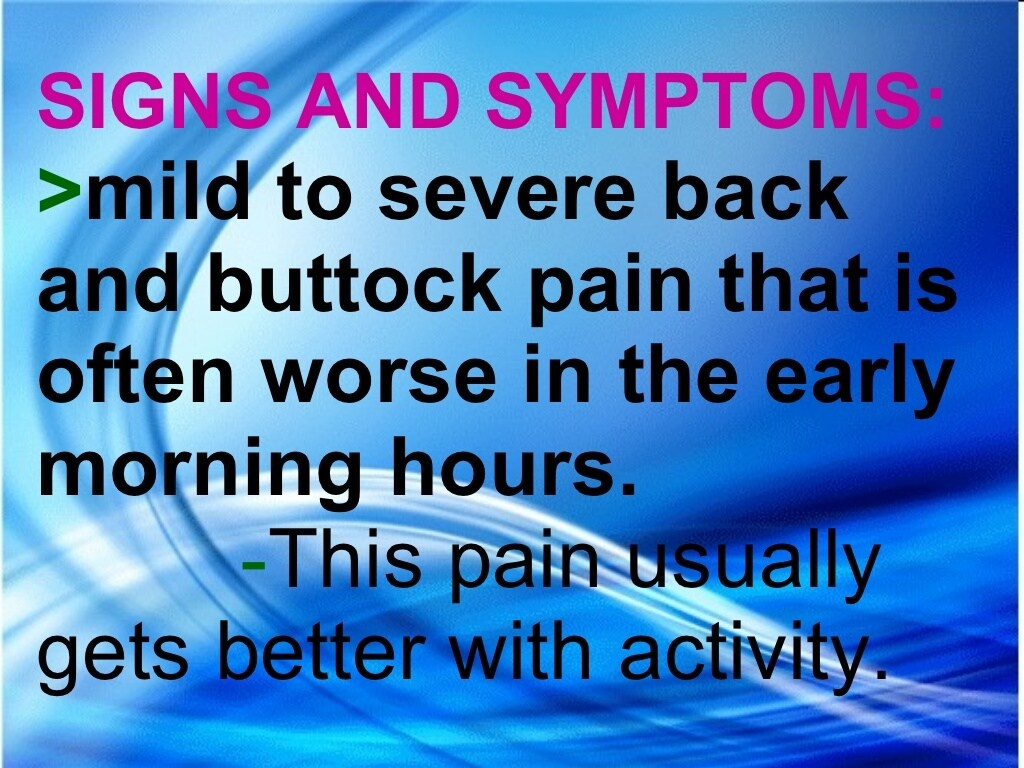 SIGNS AND SYMPTOMS:
>mild to severe back
and buttock pain that is
often worse in the early
morning hours.
-This pain usually
gets better with activity.